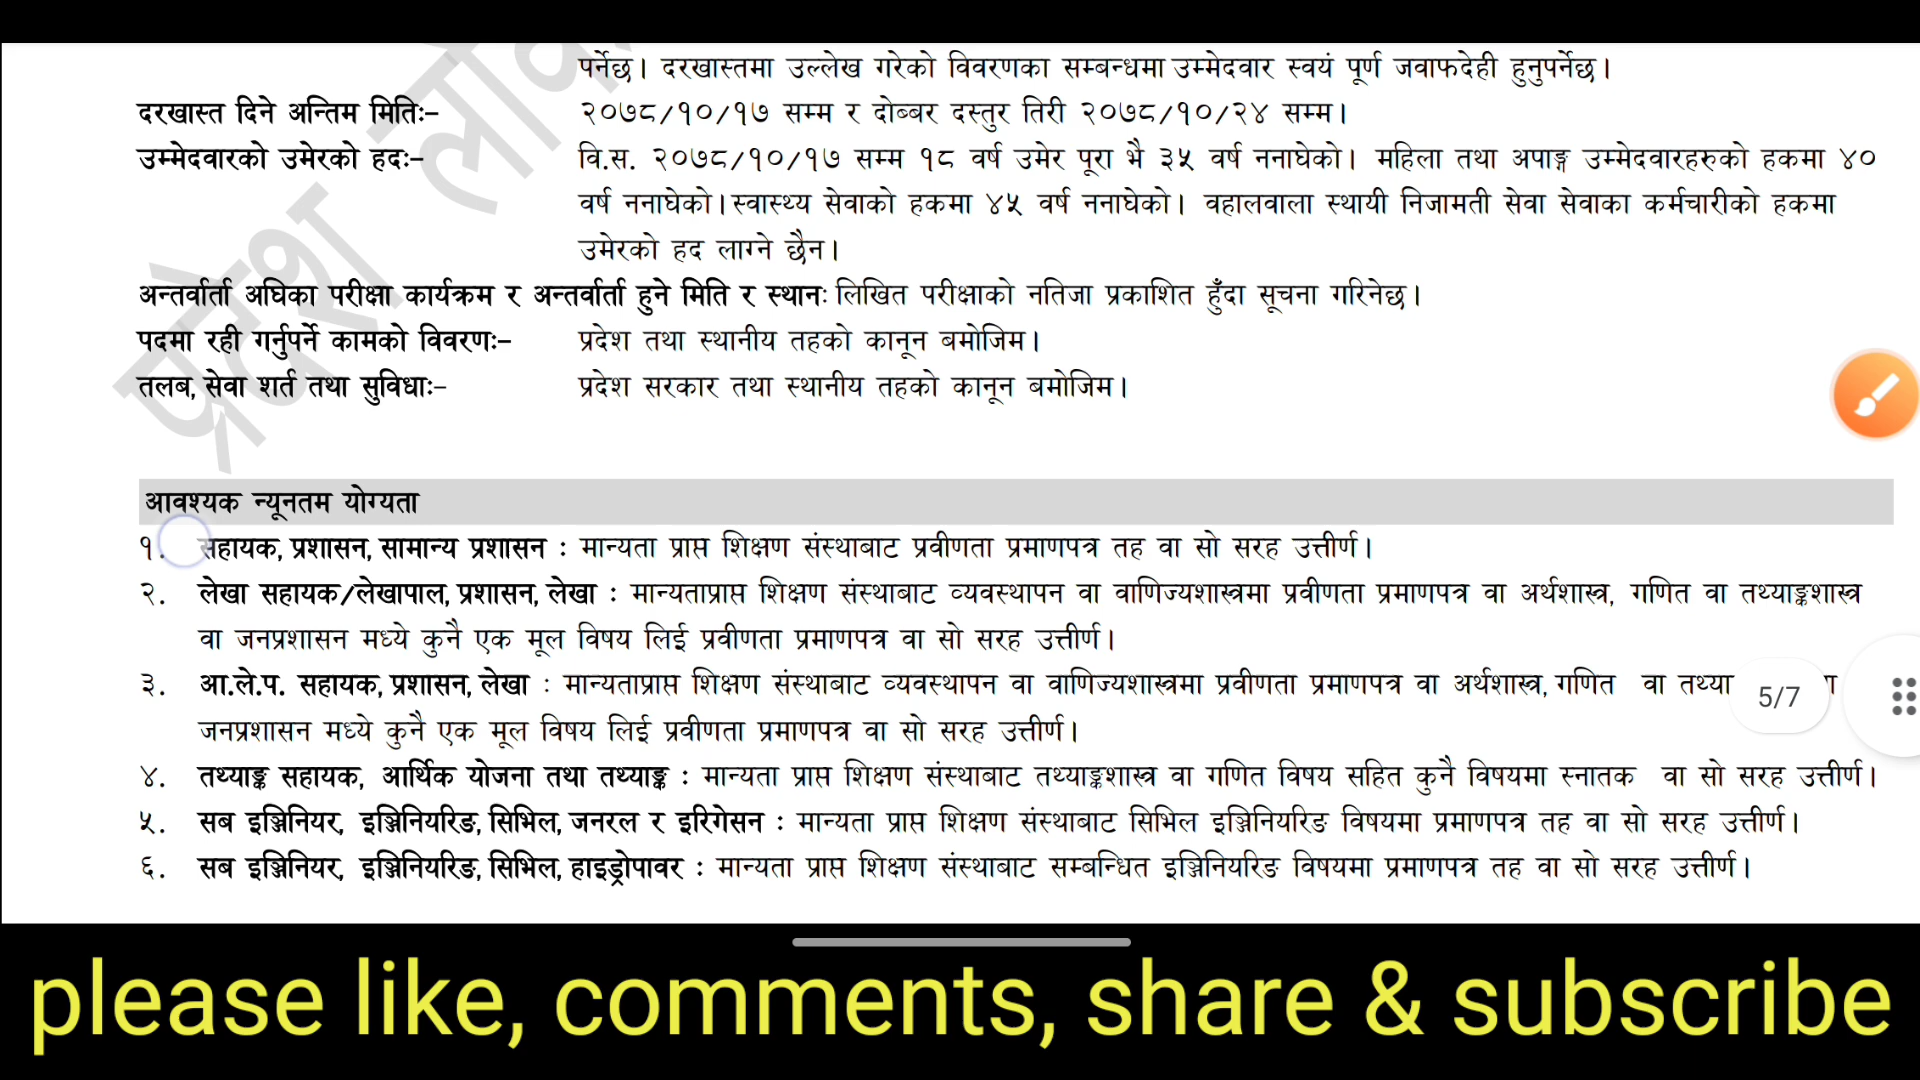 पर्नेछ। दरखास्तमा उल्लेख गरेको विवरणका सम्बन्धमा उम्मेदवार स्वयं पूर्ण जवाफदेही हुनुपर्नेछ।
दरखास्त दिने अन्तिम मितिः– २०७८/१०/१७ सम्म र दोब्बर दस्तुर तिरी २०७८/१०/२४ सम्म।
उम्मेदवारको उमेरको हदः– वि.स. २०७८/१०/१७ सम्म १८ वर्ष उमेर पूरा भै ३५ वर्ष ननाघेको। महिला तथा अपाङ्ग उम्मेदवारहरुको हकमा ४०
वर्ष ननाघेको। स्वास्थ्य सेवाको हकमा ४५ वर्ष ननाघेको। वहालवाला स्थायी निजामती सेवा सेवाका कर्मचारीको हकमा
उमेरको हद लाग्ने छैन।
अन्तर्वार्ता अघिका परीक्षा कार्यक्रम र अन्तर्वार्ता हुने मिति र स्थानः लिखित परीक्षाको नतिजा प्रकाशित हुँदा सूचना गरिनेछ।
पदमा रही गर्नुपर्ने कामको विवरणः– प्रदेश तथा स्थानीय तहको कानून बमोजिम।
तलब, सेवा शर्त तथा सुविधाः– प्रदेश सरकार तथा स्थानीय तहको कानून बमोजिम।
आवश्यक न्यूनतम योग्यता
१. सहायक, प्रशासन, सामान्य प्रशासन : मान्यता प्राप्त शिक्षण संस्थाबाट प्रवीणता प्रमाणपत्र तह वा सो सरह उत्तीर्ण।
२. लेखा सहायक/लेखापाल, प्रशासन, लेखा : मान्यताप्राप्त शिक्षण संस्थाबाट व्यवस्थापन वा वाणिज्यशास्त्रमा प्रवीणता प्रमाणपत्र वा अर्थशास्त्र, गणित वा तथ्याङ्कशास्त्र
वा जनप्रशासन मध्ये कुनै एक मूल विषय लिई प्रवीणता प्रमाणपत्र वा सो सरह उत्तीर्ण।
३. आ.ले.प. सहायक, प्रशासन, लेखा : मान्यताप्राप्त शिक्षण संस्थाबाट व्यवस्थापन वा वाणिज्यशास्त्रमा प्रवीणता प्रमाणपत्र वा अर्थशास्त्र, गणित वा तथ्या
5/7
जनप्रशासन मध्ये कुनै एक मूल विषय लिई प्रवीणता प्रमाणपत्र वा सो सरह उत्तीर्ण।
४. तथ्याङ्क सहायक, आर्थिक योजना तथा तथ्याङ्क : मान्यता प्राप्त शिक्षण संस्थाबाट तथ्याङ्कशास्त्र वा गणित विषय सहित कुनै विषयमा स्नातक वा सो सरह उत्तीर्ण।
५. सब इञ्जिनियर, इञ्जिनियरिङ, सिभिल, जनरल र इरिगेसन : मान्यता प्राप्त शिक्षण संस्थाबाट सिभिल इञ्जिनियरिङ विषयमा प्रमाणपत्र तह वा सो सरह उत्तीर्ण।
६. सब इञ्जिनियर, इञ्जिनियरिङ, सिभिल, हाइड्रोपावर : मान्यता प्राप्त शिक्षण संस्थाबाट सम्बन्धित इञ्जिनियरिङ विषयमा प्रमाणपत्र तह वा सो सरह उत्तीर्ण।
प्रदेश
please like, comments, share & subscribe